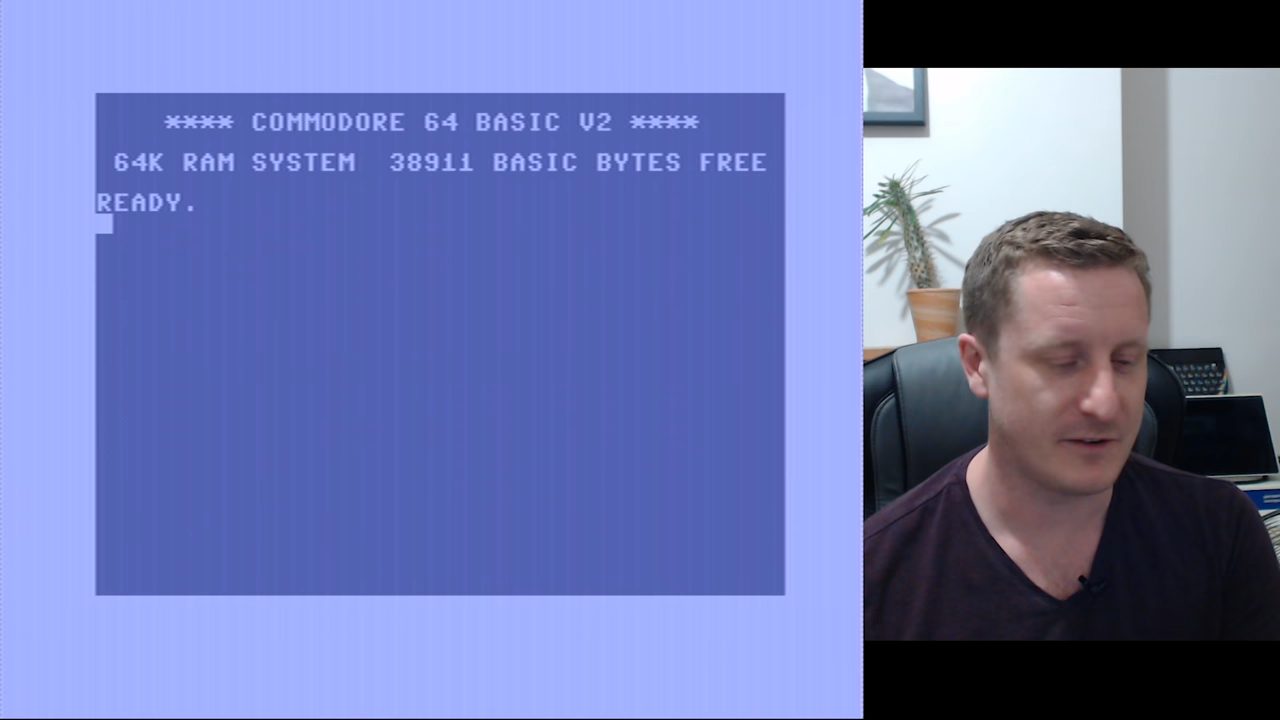 **** COMMODORE 64 BASIC V2 ****
64K RAM SYSTEM  38911 BASIC BYTES FREE
READY.